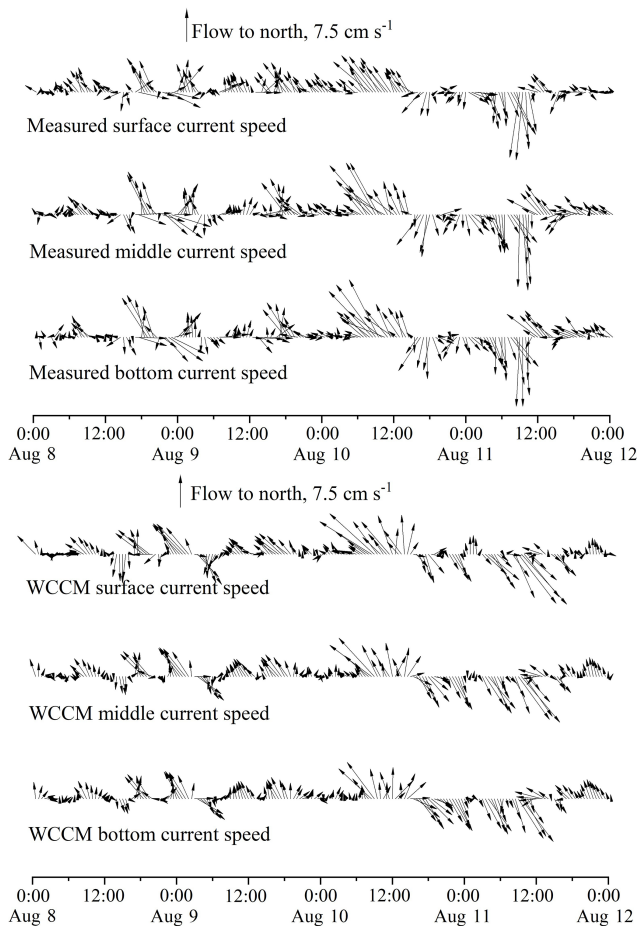 Flow to north, 7.5 cm s-1
Measured surface current speed
Measured middle current speed
Measured bottom current speed
0:00 12:00 0:00 12:00 0:00 12:00 0:00 12:00 0:00
Aug 8 Aug 9 Aug 10 Aug 11 Aug 12
Flow to north, 7.5 cm s-1
WCCM surface current speed
WCCM middle current speed
WCCM bottom current speed
0:00 12:00 0:00 12:00 0:00 12:00 0:00 12:00 0:00
Aug 8 Aug 9 Aug 10 Aug 11 Aug 12